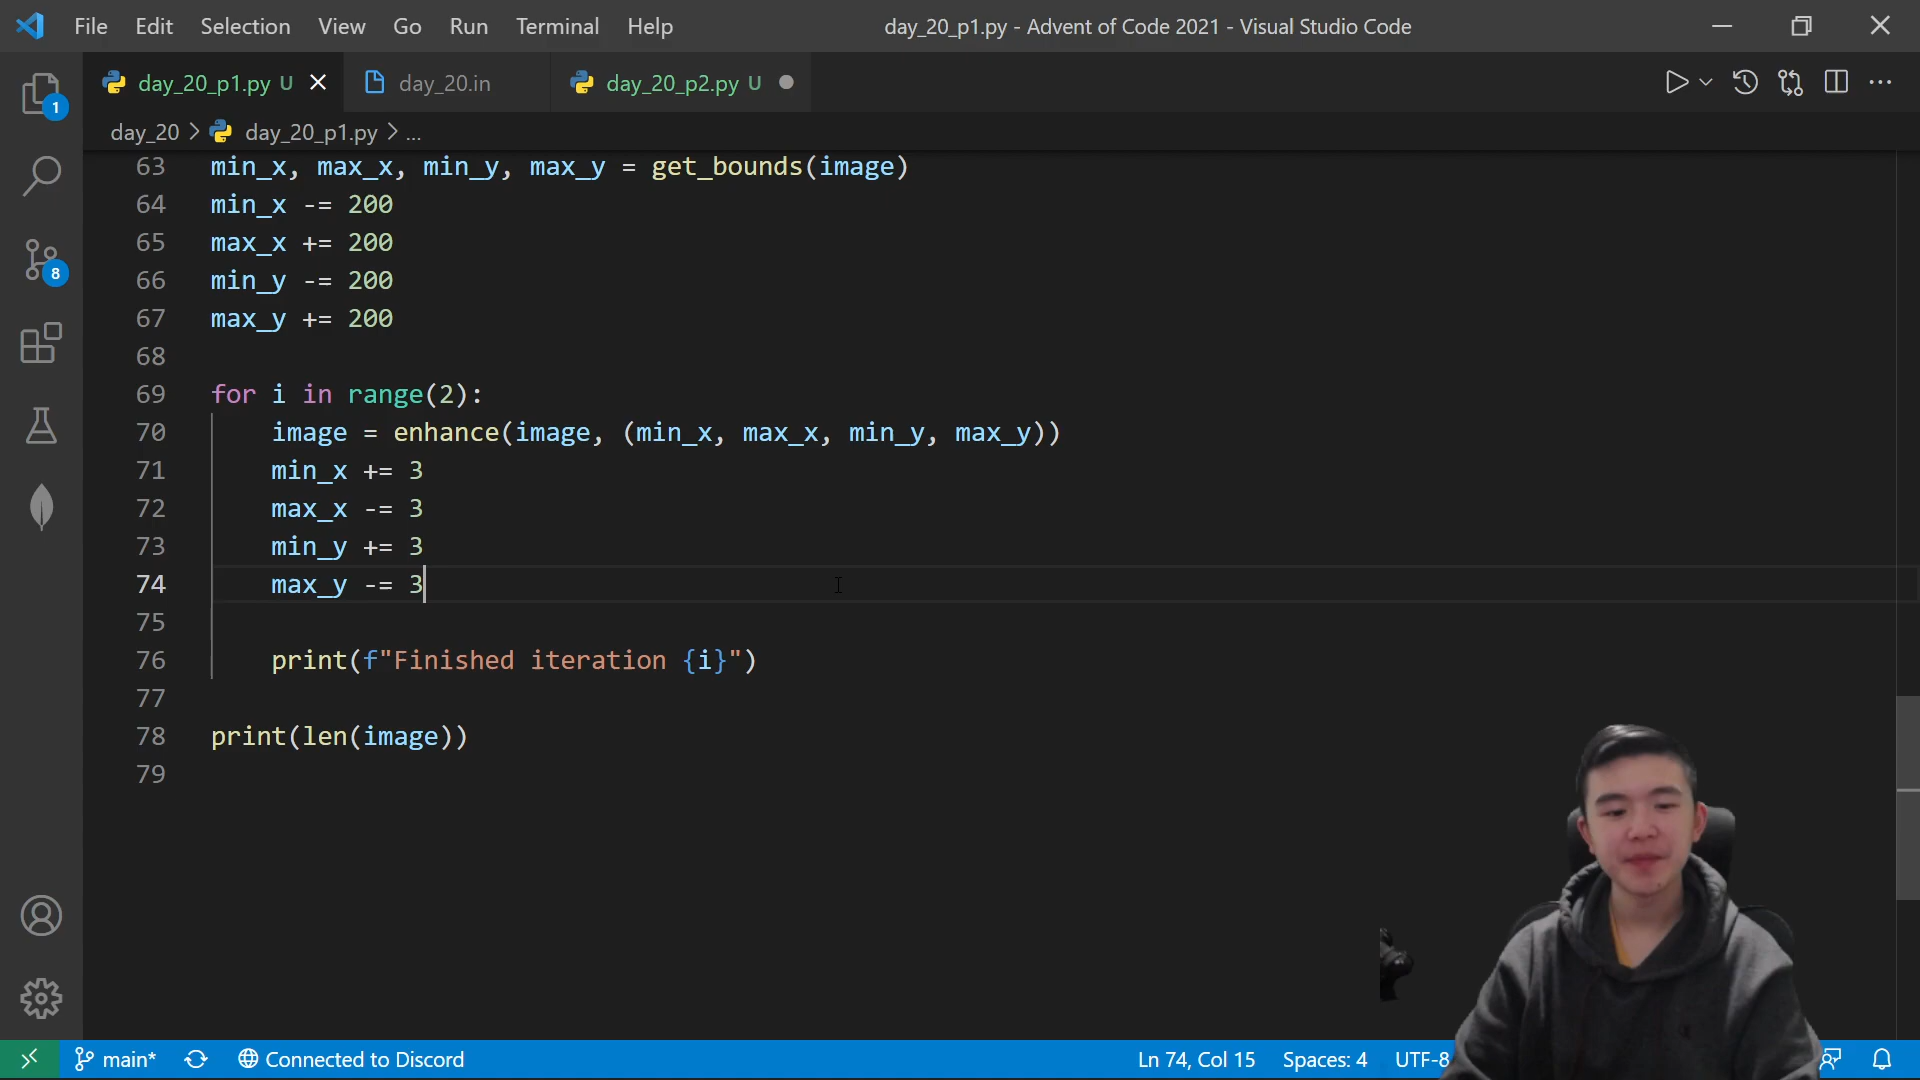 File Edit Selection View Go Run Terminal Help
day_20_p1.py - Advent of Code 2021 - Visual Studio Code
day_20_p1.py U
day_20.in
day_20_p2.py U
day_20 > day_20_p1.py > ...
1
8
63 min_x, max_x, min_y, max_y = get_bounds(image)
64 min_x -= 200
65 max_x += 200
66 min_y -= 200
67 max_y += 200
68
69 for i in range(2):
70 image = enhance(image, (min_x, max_x, min_y, max_y))
71 min_x += 3
72 max_x -= 3
73 min_y += 3
74 max_y -= 3
75
76 print(f"Finished iteration {i}")
77
78 print(len(image))
79
main* Connected to Discord Ln 74, Col 15 Spaces: 4 UTF-8